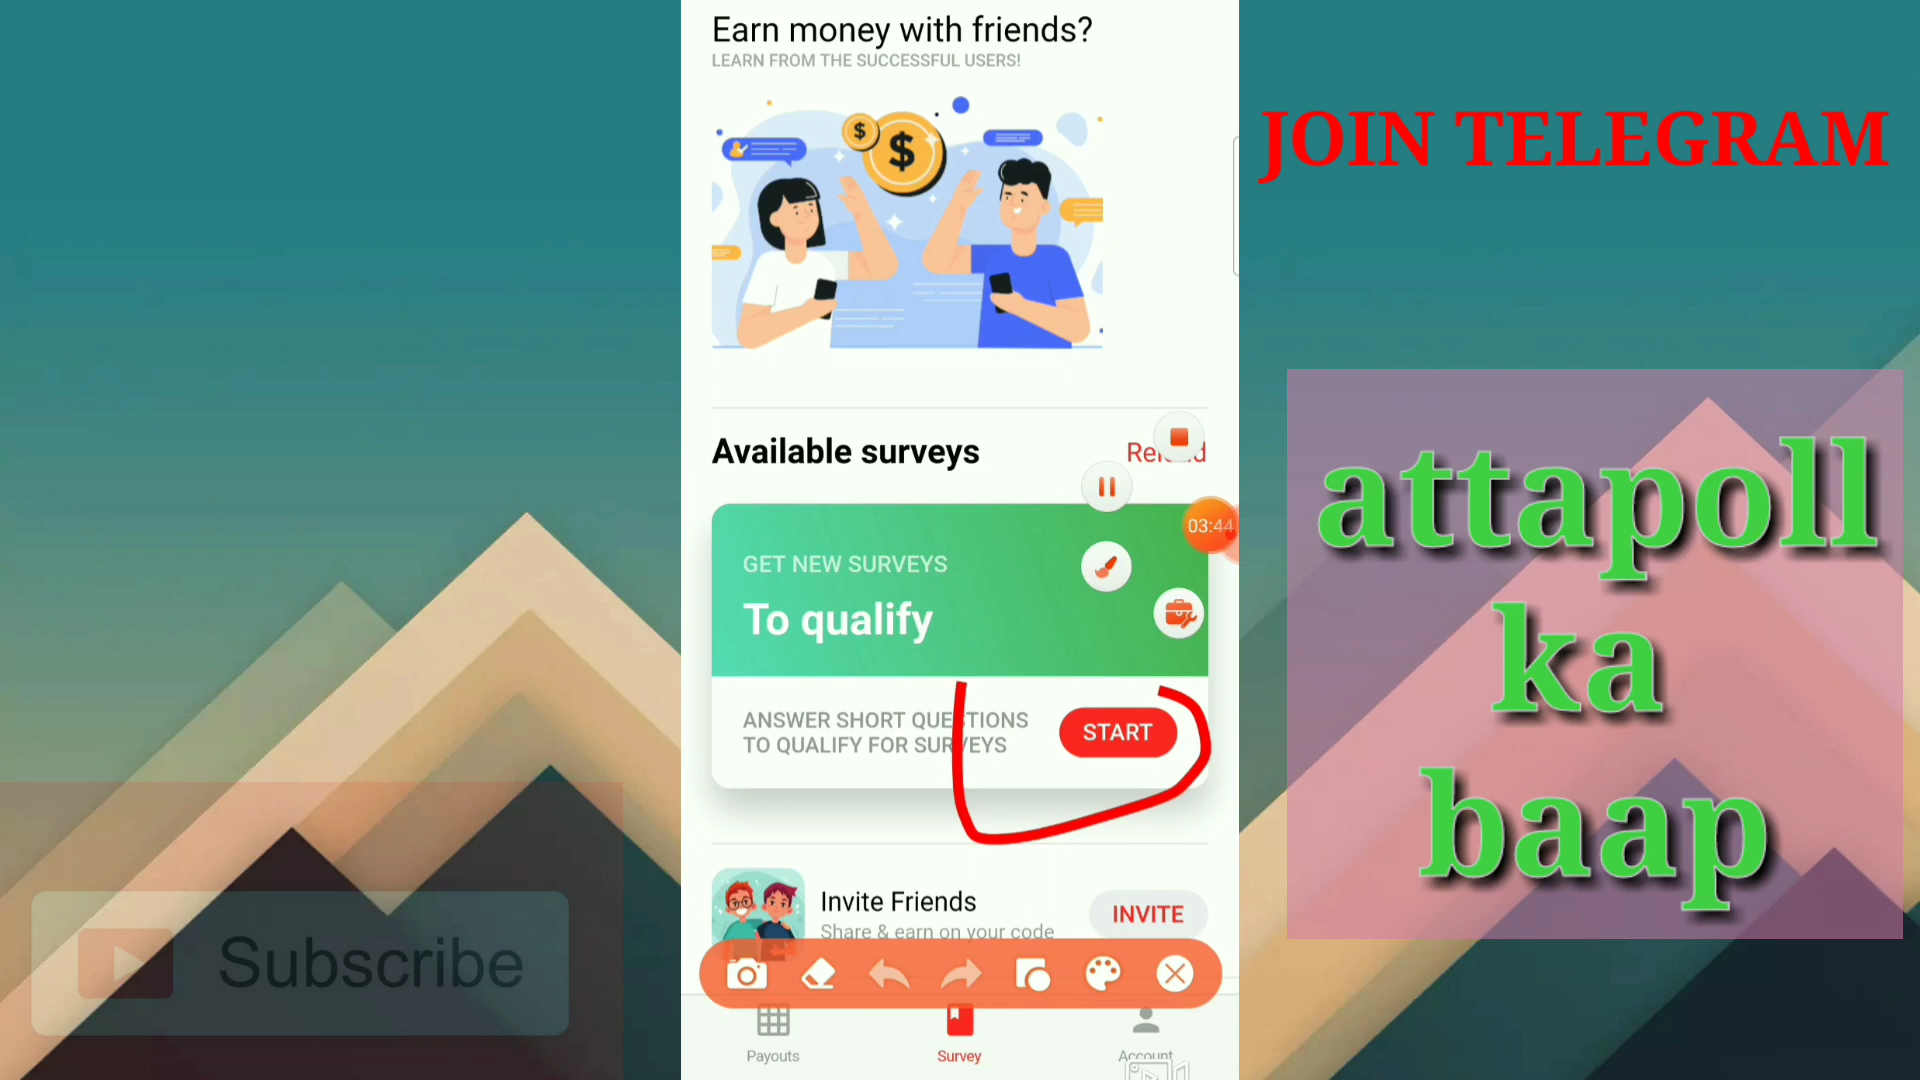 Earn money with friends?
LEARN FROM THE SUCCESSFUL USERS!
JOIN TELEGRAM
$ $
Available surveys
03:44
GET NEW SURVEYS
To qualify
ANSWER SHORT QUESTIONS
TO QUALIFY FOR SURVEYS
START
attapoll
ka
baap
Invite Friends
Share & earn on your code
INVITE
Subscribe
Payouts
Survey
Account